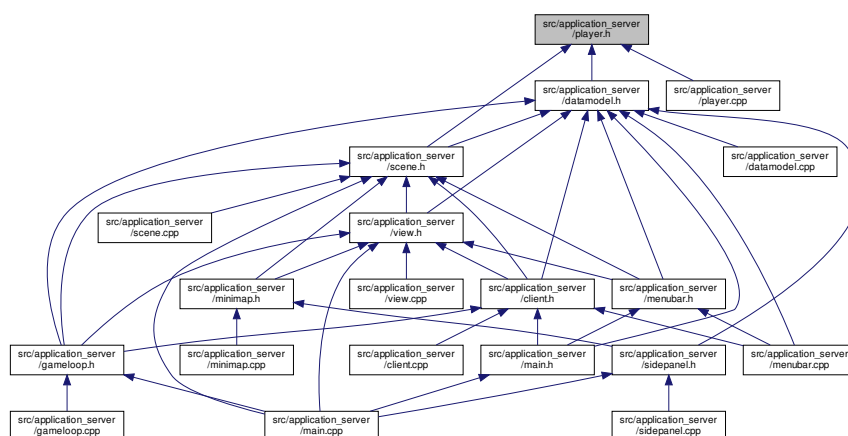 src/application_server
/player.h
src/application_server
/datamodel.h
src/application_server
/player.cpp
src/application_server
/scene.h
src/application_server
/datamodel.cpp
src/application_server
/scene.cpp
src/application_server
/view.h
src/application_server
/minimap.h
src/application_server
/view.cpp
src/application_server
/client.h
src/application_server
/menubar.h
src/application_server
/gameloop.h
src/application_server
/minimap.cpp
src/application_server
/client.cpp
src/application_server
/main.h
src/application_server
/sidepanel.h
src/application_server
/menubar.cpp
src/application_server
/gameloop.cpp
src/application_server
/main.cpp
src/application_server
/sidepanel.cpp